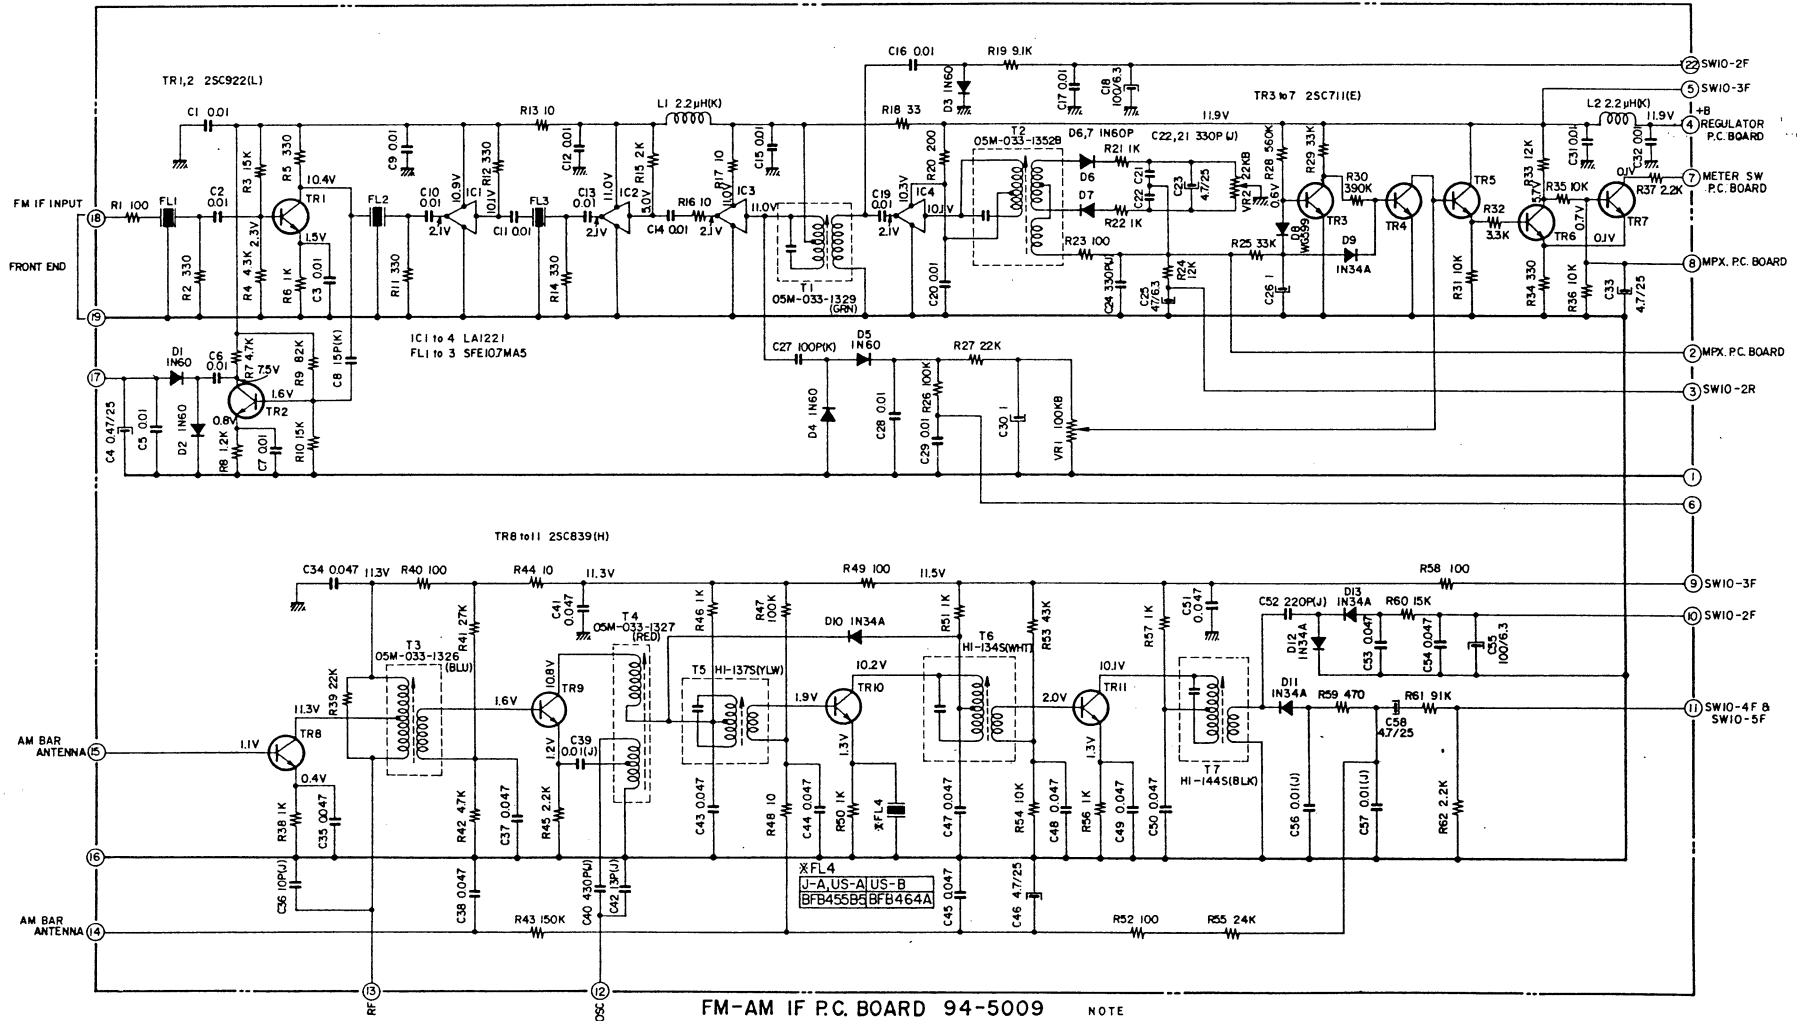 C16 0.01
R19 9.1K
22 SW10-2F
TR1,2 2SC922(L)
D3 1N60
C17 0.01
C18 100/6.3
TR3 to 7 2SC711(E)
5 SW10-3F
C1 0.01
R13 10
L1 2.2µH(K)
R18 33
11.9V
L2 2.2µH(K)
+B
11.9V
4 REGULATOR P.C. BOARD
R3 15K
R5 330
10.4V
C9 0.01
10.9V
R12 330
C12 0.01
11.0V
R15 2K
5.0V
R17 10
11.0V
C15 0.01
R20 200
T2
05M-033-1352B
D6,7 1N60P
C22,21 330P(J)
R21 1K
D6
D7
R22 1K
C21
C22
C23 4.7/25
VR2 22KB
R28 560K
0.6V
R29 33K
R30 390K
TR3
TR4
TR5
R33 12K
5.7V
C31 0.01
C32 0.01
R35 10K
0.1V
R37 2.2K
7 METER SW P.C. BOARD
FM IF INPUT
18
R1 100
FL1
C2 0.01
TR1
2.3V
1.5V
FL2
C10 0.01
2.1V
IC1
10.1V
C11 0.01
FL3
C13 0.01
2.1V
IC2
C14 0.01
R16 10
2.1V
IC3
11.0V
C19 0.01
10.3V
IC4
10.1V
R32 3.3K
TR6
0.7V
0.1V
TR7
FRONT END
R2 330
R4 4.3K
R6 1K
C3 0.01
R11 330
R14 330
T1
05M-033-1329
(GRN)
C20 0.01
R23 100
C24 330P(J)
C25 47/6.3
R24 12K
R25 33K
D8 WG599
C26 1
D9
1N34A
R31 10K
R34 330
R36 10K
C33 4.7/25
8 MPX. P.C. BOARD
19
IC1 to 4 LA1221
FL1 to 3 SFE10.7MA5
2 MPX. P.C. BOARD
17
D1 1N60
C6 0.01
R7 4.7K
7.5V
R9 82K
C8 15P(K)
1.6V
TR2
0.8V
C27 100P(K)
D5 1N60
R27 22K
3 SW10-2R
C4 0.47/25
C5 0.01
D2 1N60
R8 1.2K
C7 0.01
R10 15K
D4 1N60
C28 0.01
R26 100K
C29 0.01
C30 1
VR1 100KB
1
6
TR8 to 11 2SC839(H)
C34 0.047
11.3V
R40 100
R44 10
11.3V
R49 100
11.5V
R58 100
9 SW10-3F
R41 27K
C41 0.047
T4
05M-033-1327
(RED)
R46 1K
R47 100K
D10 1N34A
R51 1K
T6
HI-134S(WHT)
R53 43K
R57 1K
C51 0.047
C52 220P(J)
D13 1N34A
R60 15K
10 SW10-2F
D12 1N34A
C53 0.047
C54 0.047
C55 100/6.3
T3
05M-033-1326
(BLU)
R39 22K
11.3V
TR8
1.6V
TR9
10.8V
1.2V
C39 0.01(J)
T5 HI-137S(YLW)
1.9V
10.2V
TR10
1.3V
2.0V
10.1V
TR11
1.3V
T7
HI-144S(BLK)
D11 1N34A
R59 470
C58 4.7/25
R61 91K
11 SW10-4F & SW10-5F
AM BAR ANTENNA 15
1.1V
0.4V
R38 1K
C35 0.047
R42 4.7K
C37 0.047
R45 2.2K
C43 0.047
R48 10
C44 0.047
R50 1K
※FL4
C47 0.047
R54 10K
C48 0.047
R56 1K
C49 0.047
C50 0.047
C56 0.01(J)
C57 0.01(J)
R62 2.2K
16
C36 10P(J)
C38 0.047
C40 430P(J)
C42 13P(J)
※FL4
J-A,US-A US-B
BFB455B5 BFB464A
C45 0.047
C46 4.7/25
AM BAR ANTENNA 14
R43 150K
R52 100
R55 24K
13 RF
12 OSC
FM-AM IF P.C. BOARD 94-5009
NOTE